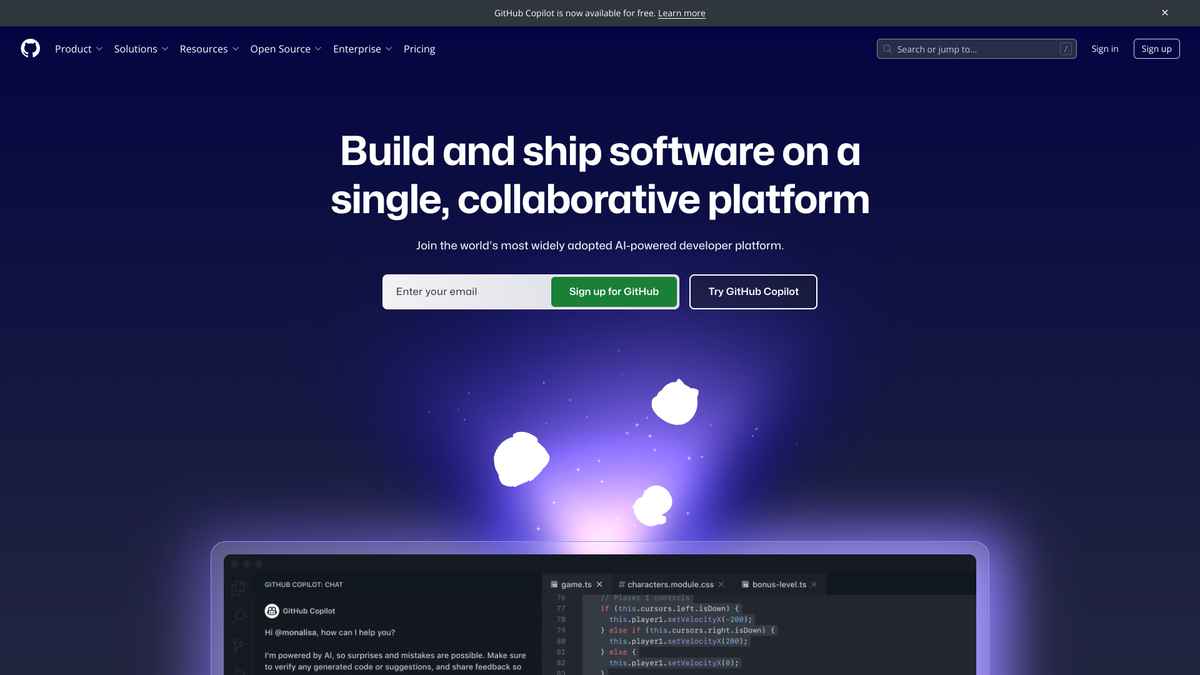 GitHub Copilot is now available for free. Learn more
Product Solutions Resources Open Source Enterprise Pricing Search or jump to... / Sign in Sign up
Build and ship software on a
single, collaborative platform
Join the world's most widely adopted AI-powered developer platform.
Enter your email Sign up for GitHub Try GitHub Copilot
GITHUB COPILOT: CHAT
GitHub Copilot
Hi @monalisa, how can I help you?
I'm powered by AI, so surprises and mistakes are possible. Make sure
to verify any generated code or suggestions, and share feedback so
game.ts # characters.module.css bonus-level.ts
76 // Player 1 controls
77 if (this.cursors.left.isDown) {
78 this.player1.setVelocityX(-200);
79 } else if (this.cursors.right.isDown) {
80 this.player1.setVelocityX(200);
81 } else {
82 this.player1.setVelocityX(0);
83 }